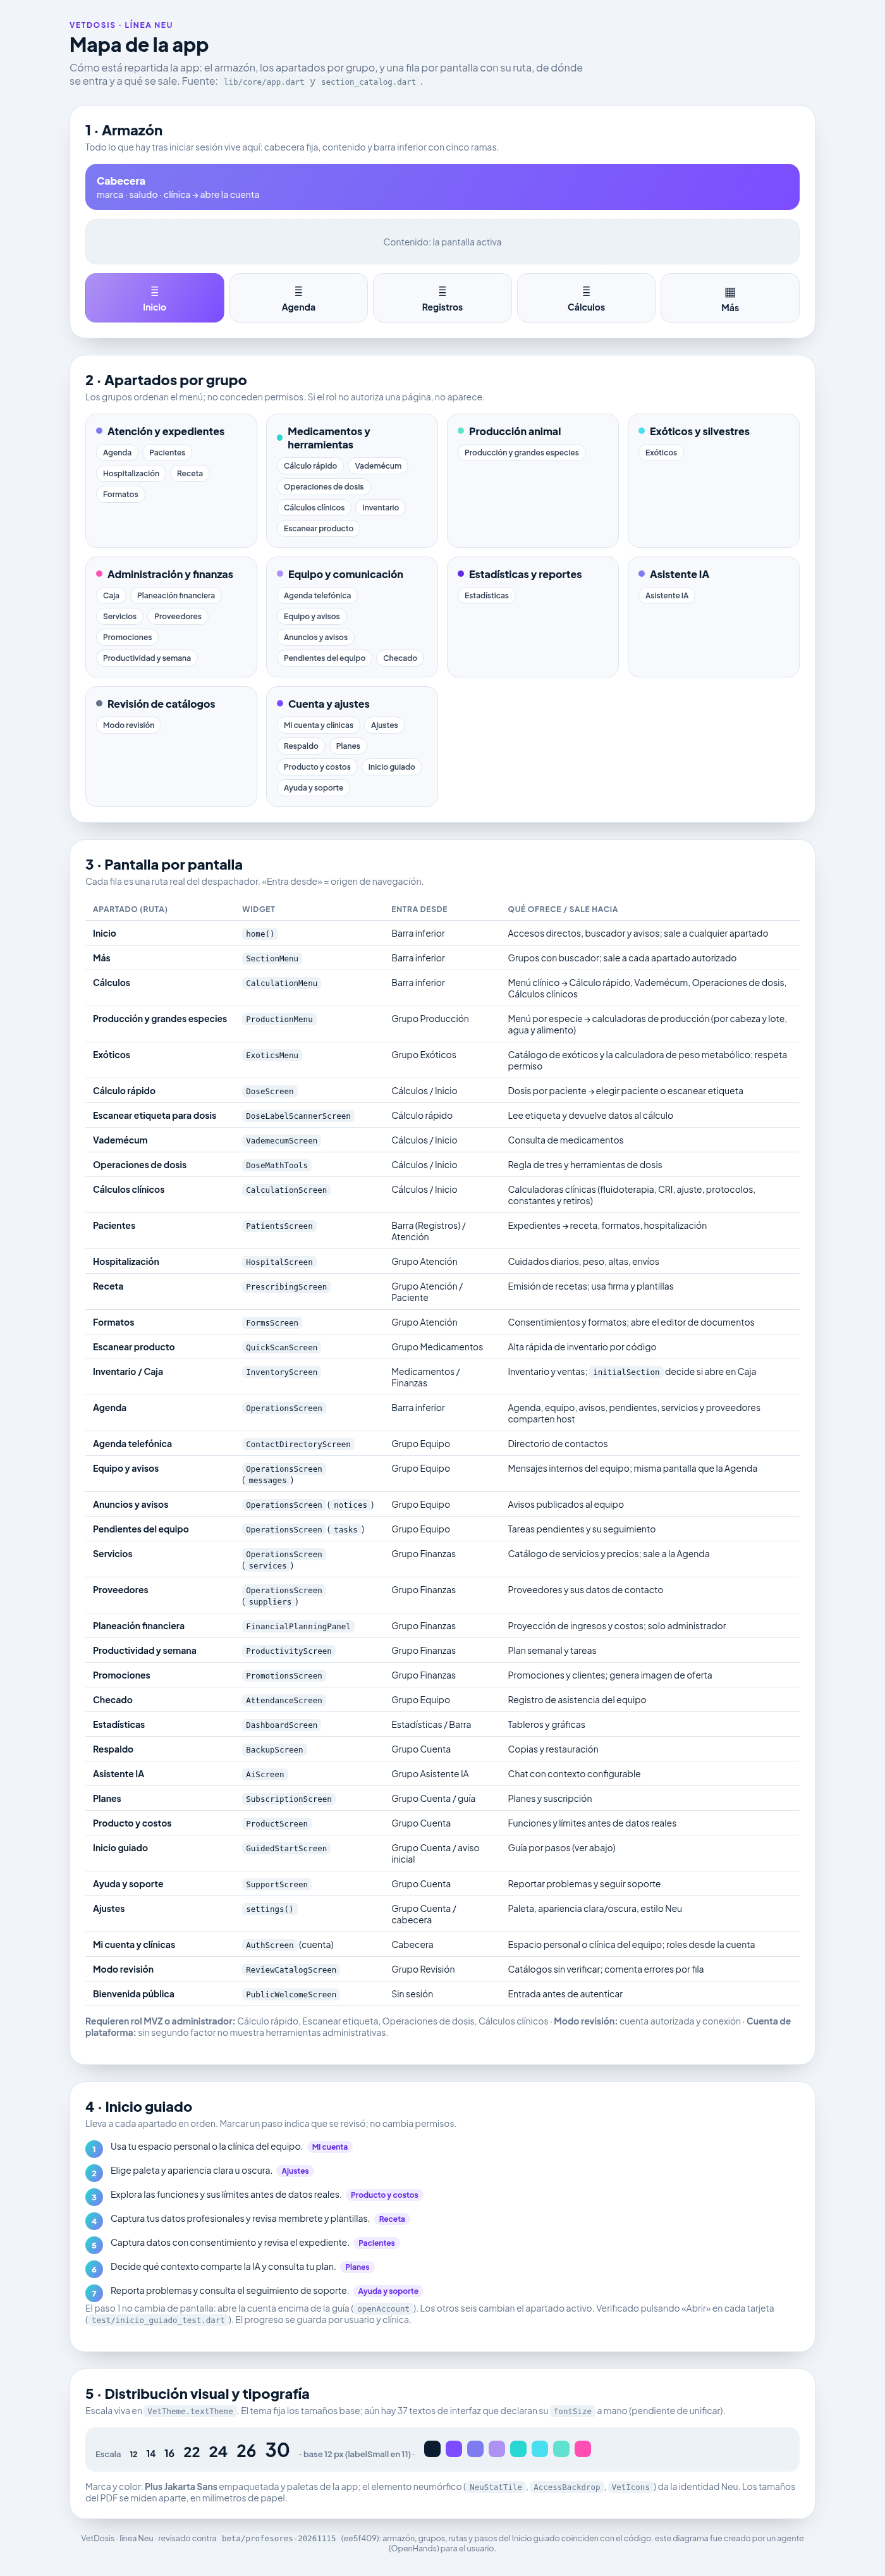 VETDOSIS · LÍNEA NEU
Mapa de la app
Cómo está repartida la app: el armazón, los apartados por grupo, y una fila por pantalla con su ruta, de dónde
se entra y a qué se sale. Fuente: lib/core/app.dart y section_catalog.dart .
1 · Armazón
Todo lo que hay tras iniciar sesión vive aquí: cabecera fija, contenido y barra inferior con cinco ramas.
Cabecera
marca · saludo · clínica → abre la cuenta
Contenido: la pantalla activa
Inicio
Agenda
Registros
Cálculos
Más
2 · Apartados por grupo
Los grupos ordenan el menú; no conceden permisos. Si el rol no autoriza una página, no aparece.
Atención y expedientes
Agenda Pacientes
Hospitalización Receta
Formatos
Medicamentos y
herramientas
Cálculo rápido Vademécum
Operaciones de dosis
Cálculos clínicos Inventario
Escanear producto
Producción animal
Producción y grandes especies
Exóticos y silvestres
Exóticos
Administración y finanzas
Caja Planeación financiera
Servicios Proveedores
Promociones
Productividad y semana
Equipo y comunicación
Agenda telefónica
Equipo y avisos
Anuncios y avisos
Pendientes del equipo Checado
Estadísticas y reportes
Estadísticas
Asistente IA
Asistente IA
Revisión de catálogos
Modo revisión
Cuenta y ajustes
Mi cuenta y clínicas Ajustes
Respaldo Planes
Producto y costos Inicio guiado
Ayuda y soporte
3 · Pantalla por pantalla
Cada fila es una ruta real del despachador. «Entra desde» = origen de navegación.
APARTADO (RUTA) WIDGET ENTRA DESDE QUÉ OFRECE / SALE HACIA
Inicio home() Barra inferior Accesos directos, buscador y avisos; sale a cualquier apartado
Más SectionMenu Barra inferior Grupos con buscador; sale a cada apartado autorizado
Cálculos CalculationMenu Barra inferior Menú clínico → Cálculo rápido, Vademécum, Operaciones de dosis,
Cálculos clínicos
Producción y grandes especies ProductionMenu Grupo Producción Menú por especie → calculadoras de producción (por cabeza y lote,
agua y alimento)
Exóticos ExoticsMenu Grupo Exóticos Catálogo de exóticos y la calculadora de peso metabólico; respeta
permiso
Cálculo rápido DoseScreen Cálculos / Inicio Dosis por paciente → elegir paciente o escanear etiqueta
Escanear etiqueta para dosis DoseLabelScannerScreen Cálculo rápido Lee etiqueta y devuelve datos al cálculo
Vademécum VademecumScreen Cálculos / Inicio Consulta de medicamentos
Operaciones de dosis DoseMathTools Cálculos / Inicio Regla de tres y herramientas de dosis
Cálculos clínicos CalculationScreen Cálculos / Inicio Calculadoras clínicas (fluidoterapia, CRI, ajuste, protocolos,
constantes y retiros)
Pacientes PatientsScreen Barra (Registros) / Expedientes → receta, formatos, hospitalización
Atención
Hospitalización HospitalScreen Grupo Atención Cuidados diarios, peso, altas, envíos
Receta PrescribingScreen Grupo Atención / Emisión de recetas; usa firma y plantillas
Paciente
Formatos FormsScreen Grupo Atención Consentimientos y formatos; abre el editor de documentos
Escanear producto QuickScanScreen Grupo Medicamentos Alta rápida de inventario por código
Inventario / Caja InventoryScreen Medicamentos / Inventario y ventas; initialSection decide si abre en Caja
Finanzas
Agenda OperationsScreen Barra inferior Agenda, equipo, avisos, pendientes, servicios y proveedores
comparten host
Agenda telefónica ContactDirectoryScreen Grupo Equipo Directorio de contactos
Equipo y avisos OperationsScreen Grupo Equipo Mensajes internos del equipo; misma pantalla que la Agenda
( messages )
Anuncios y avisos OperationsScreen ( notices ) Grupo Equipo Avisos publicados al equipo
Pendientes del equipo OperationsScreen ( tasks ) Grupo Equipo Tareas pendientes y su seguimiento
Servicios OperationsScreen Grupo Finanzas Catálogo de servicios y precios; sale a la Agenda
( services )
Proveedores OperationsScreen Grupo Finanzas Proveedores y sus datos de contacto
( suppliers )
Planeación financiera FinancialPlanningPanel Grupo Finanzas Proyección de ingresos y costos; solo administrador
Productividad y semana ProductivityScreen Grupo Finanzas Plan semanal y tareas
Promociones PromotionsScreen Grupo Finanzas Promociones y clientes; genera imagen de oferta
Checado AttendanceScreen Grupo Equipo Registro de asistencia del equipo
Estadísticas DashboardScreen Estadísticas / Barra Tableros y gráficas
Respaldo BackupScreen Grupo Cuenta Copias y restauración
Asistente IA AiScreen Grupo Asistente IA Chat con contexto configurable
Planes SubscriptionScreen Grupo Cuenta / guía Planes y suscripción
Producto y costos ProductScreen Grupo Cuenta Funciones y límites antes de datos reales
Inicio guiado GuidedStartScreen Grupo Cuenta / aviso Guía por pasos (ver abajo)
inicial
Ayuda y soporte SupportScreen Grupo Cuenta Reportar problemas y seguir soporte
Ajustes settings() Grupo Cuenta / Paleta, apariencia clara/oscura, estilo Neu
cabecera
Mi cuenta y clínicas AuthScreen (cuenta) Cabecera Espacio personal o clínica del equipo; roles desde la cuenta
Modo revisión ReviewCatalogScreen Grupo Revisión Catálogos sin verificar; comenta errores por fila
Bienvenida pública PublicWelcomeScreen Sin sesión Entrada antes de autenticar
Requieren rol MVZ o administrador: Cálculo rápido, Escanear etiqueta, Operaciones de dosis, Cálculos clínicos · Modo revisión: cuenta autorizada y conexión · Cuenta de
plataforma: sin segundo factor no muestra herramientas administrativas.
4 · Inicio guiado
Lleva a cada apartado en orden. Marcar un paso indica que se revisó; no cambia permisos.
1 Usa tu espacio personal o la clínica del equipo. Mi cuenta
2 Elige paleta y apariencia clara u oscura. Ajustes
3 Explora las funciones y sus límites antes de datos reales. Producto y costos
4 Captura tus datos profesionales y revisa membrete y plantillas. Receta
5 Captura datos con consentimiento y revisa el expediente. Pacientes
6 Decide qué contexto comparte la IA y consulta tu plan. Planes
7 Reporta problemas y consulta el seguimiento de soporte. Ayuda y soporte
El paso 1 no cambia de pantalla: abre la cuenta encima de la guía ( openAccount ). Los otros seis cambian el apartado activo. Verificado pulsando «Abrir» en cada tarjeta
( test/inicio_guiado_test.dart ). El progreso se guarda por usuario y clínica.
5 · Distribución visual y tipografía
Escala viva en VetTheme.textTheme . El tema fija los tamaños base; aún hay 37 textos de interfaz que declaran su fontSize a mano (pendiente de unificar).
Escala 12 14 16 22 24 26 30 · base 12 px (labelSmall en 11) ·
Marca y color: Plus Jakarta Sans empaquetada y paletas de la app; el elemento neumórfico ( NeuStatTile , AccessBackdrop , VetIcons ) da la identidad Neu. Los tamaños
del PDF se miden aparte, en milímetros de papel.
VetDosis · línea Neu · revisado contra beta/profesores-20261115 (ee5f409): armazón, grupos, rutas y pasos del Inicio guiado coinciden con el código. este diagrama fue creado por un agente
(OpenHands) para el usuario.